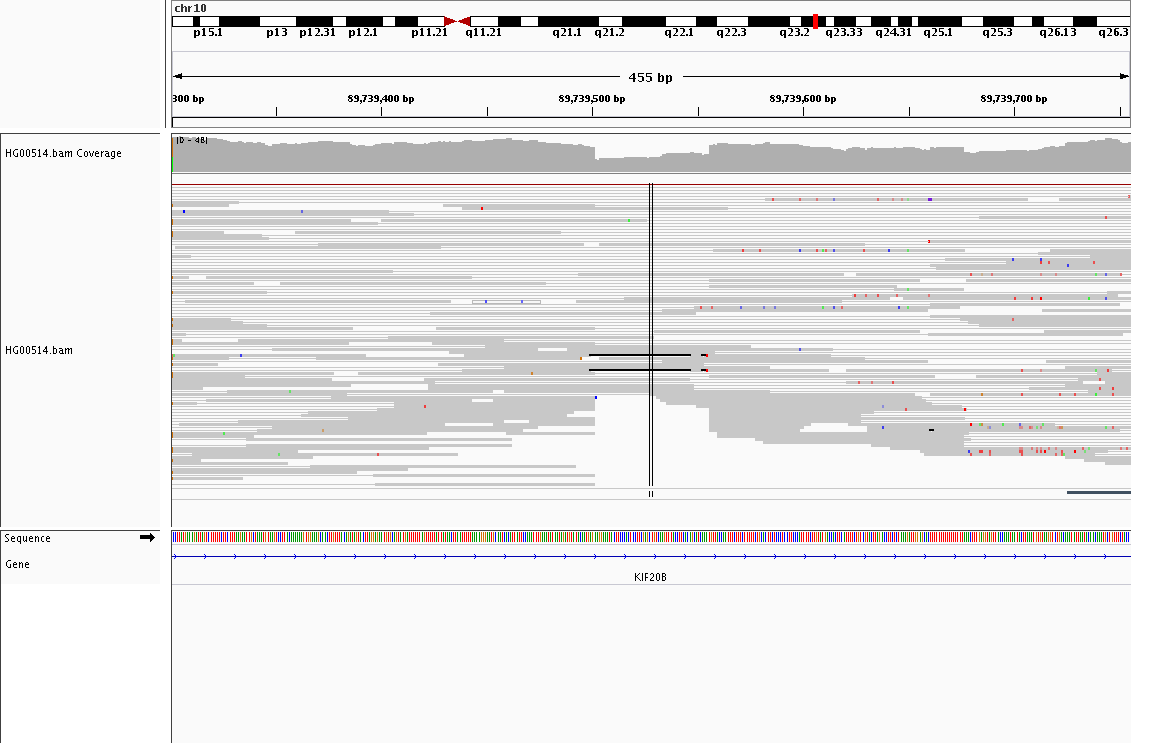 chr10
p15.1 p13 p12.31 p12.1 p11.21 q11.21 q21.1 q21.2 q22.1 q22.3 q23.2 q23.33 q24.31 q25.1 q25.3 q26.13 q26.3
455 bp
300 bp 89,739,400 bp 89,739,500 bp 89,739,600 bp 89,739,700 bp
HG00514.bam Coverage
[0 - 48]
HG00514.bam
Sequence
Gene
KIF20B